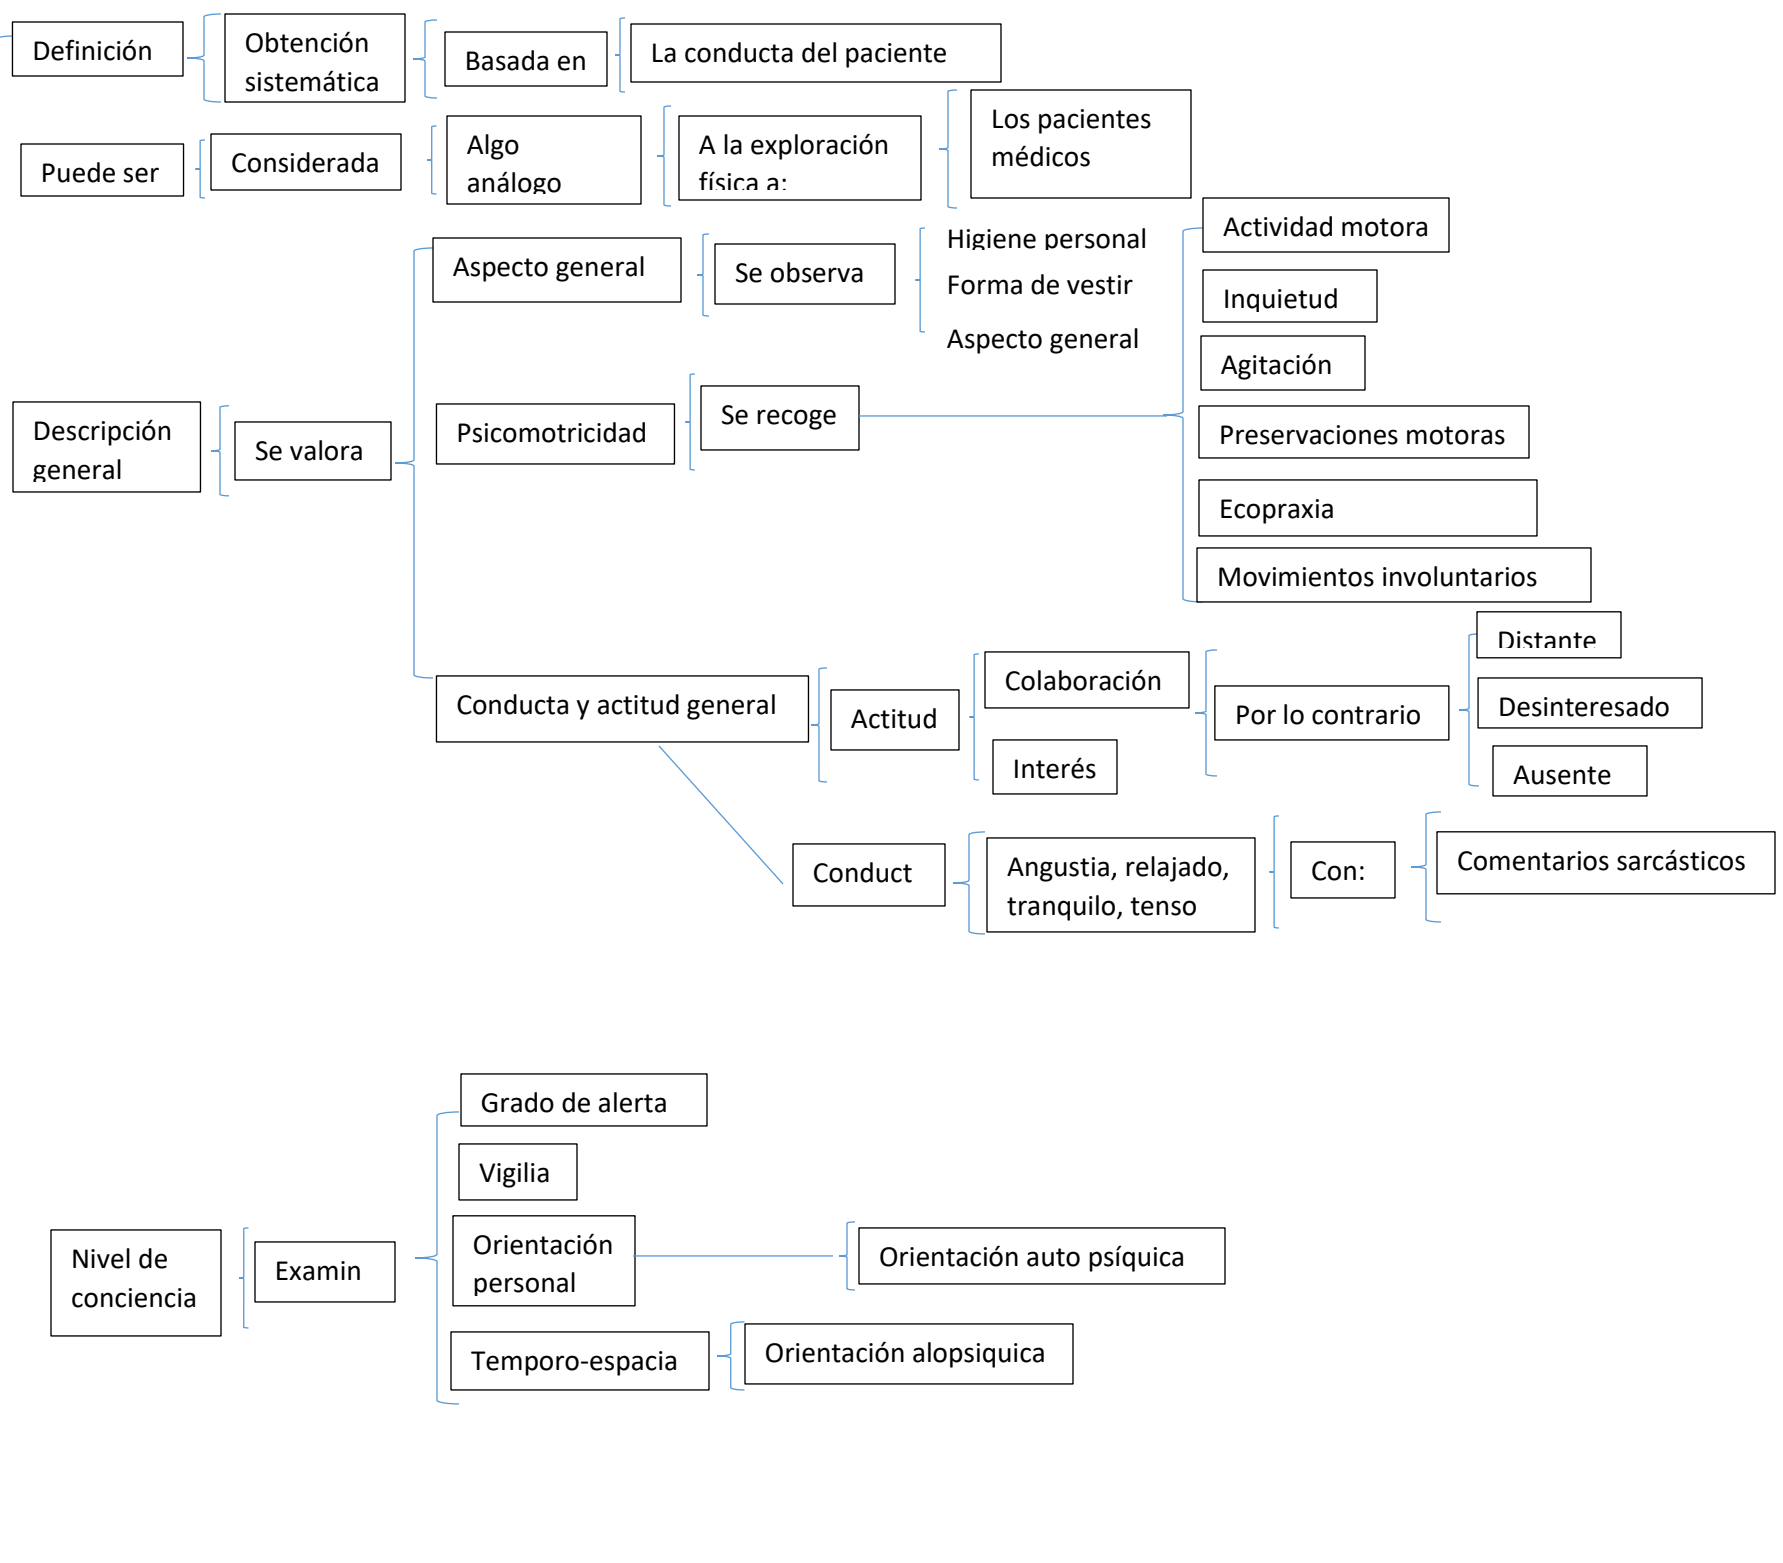 Definición
Obtención
sistemática
Basada en
La conducta del paciente
Puede ser
Considerada
Algo
análogo
A la exploración
física a:
Los pacientes
médicos
Descripción
general
Se valora
Aspecto general
Se observa
Higiene personal
Forma de vestir
Aspecto general
Psicomotricidad
Se recoge
Actividad motora
Inquietud
Agitación
Preservaciones motoras
Ecopraxia
Movimientos involuntarios
Conducta y actitud general
Actitud
Colaboración
Interés
Por lo contrario
Distante
Desinteresado
Ausente
Conduct
Angustia, relajado,
tranquilo, tenso
Con:
Comentarios sarcásticos
Nivel de
conciencia
Examin
Grado de alerta
Vigilia
Orientación
personal
Orientación auto psíquica
Temporo-espacia
Orientación alopsiquica